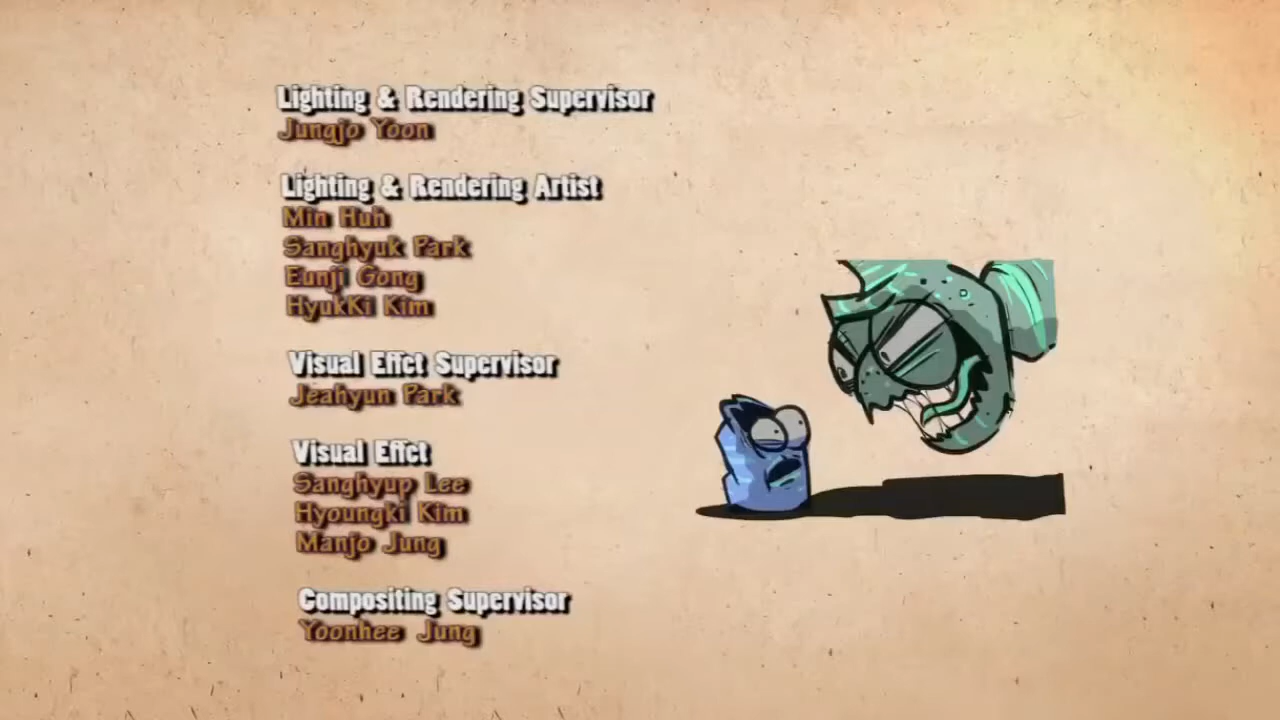 Lighting & Rendering Supervisor
Jungjo Yoon
Lighting & Rendering Artist
Min Huh
Sanghyuk Park
Eunji Gong
HyukKi Kim
Visual Effct Supervisor
Jeahyun Park
Visual Effct
Sanghyup Lee
Hyoungki Kim
Manjo Jung
Compositing Supervisor
Yoonhee Jung